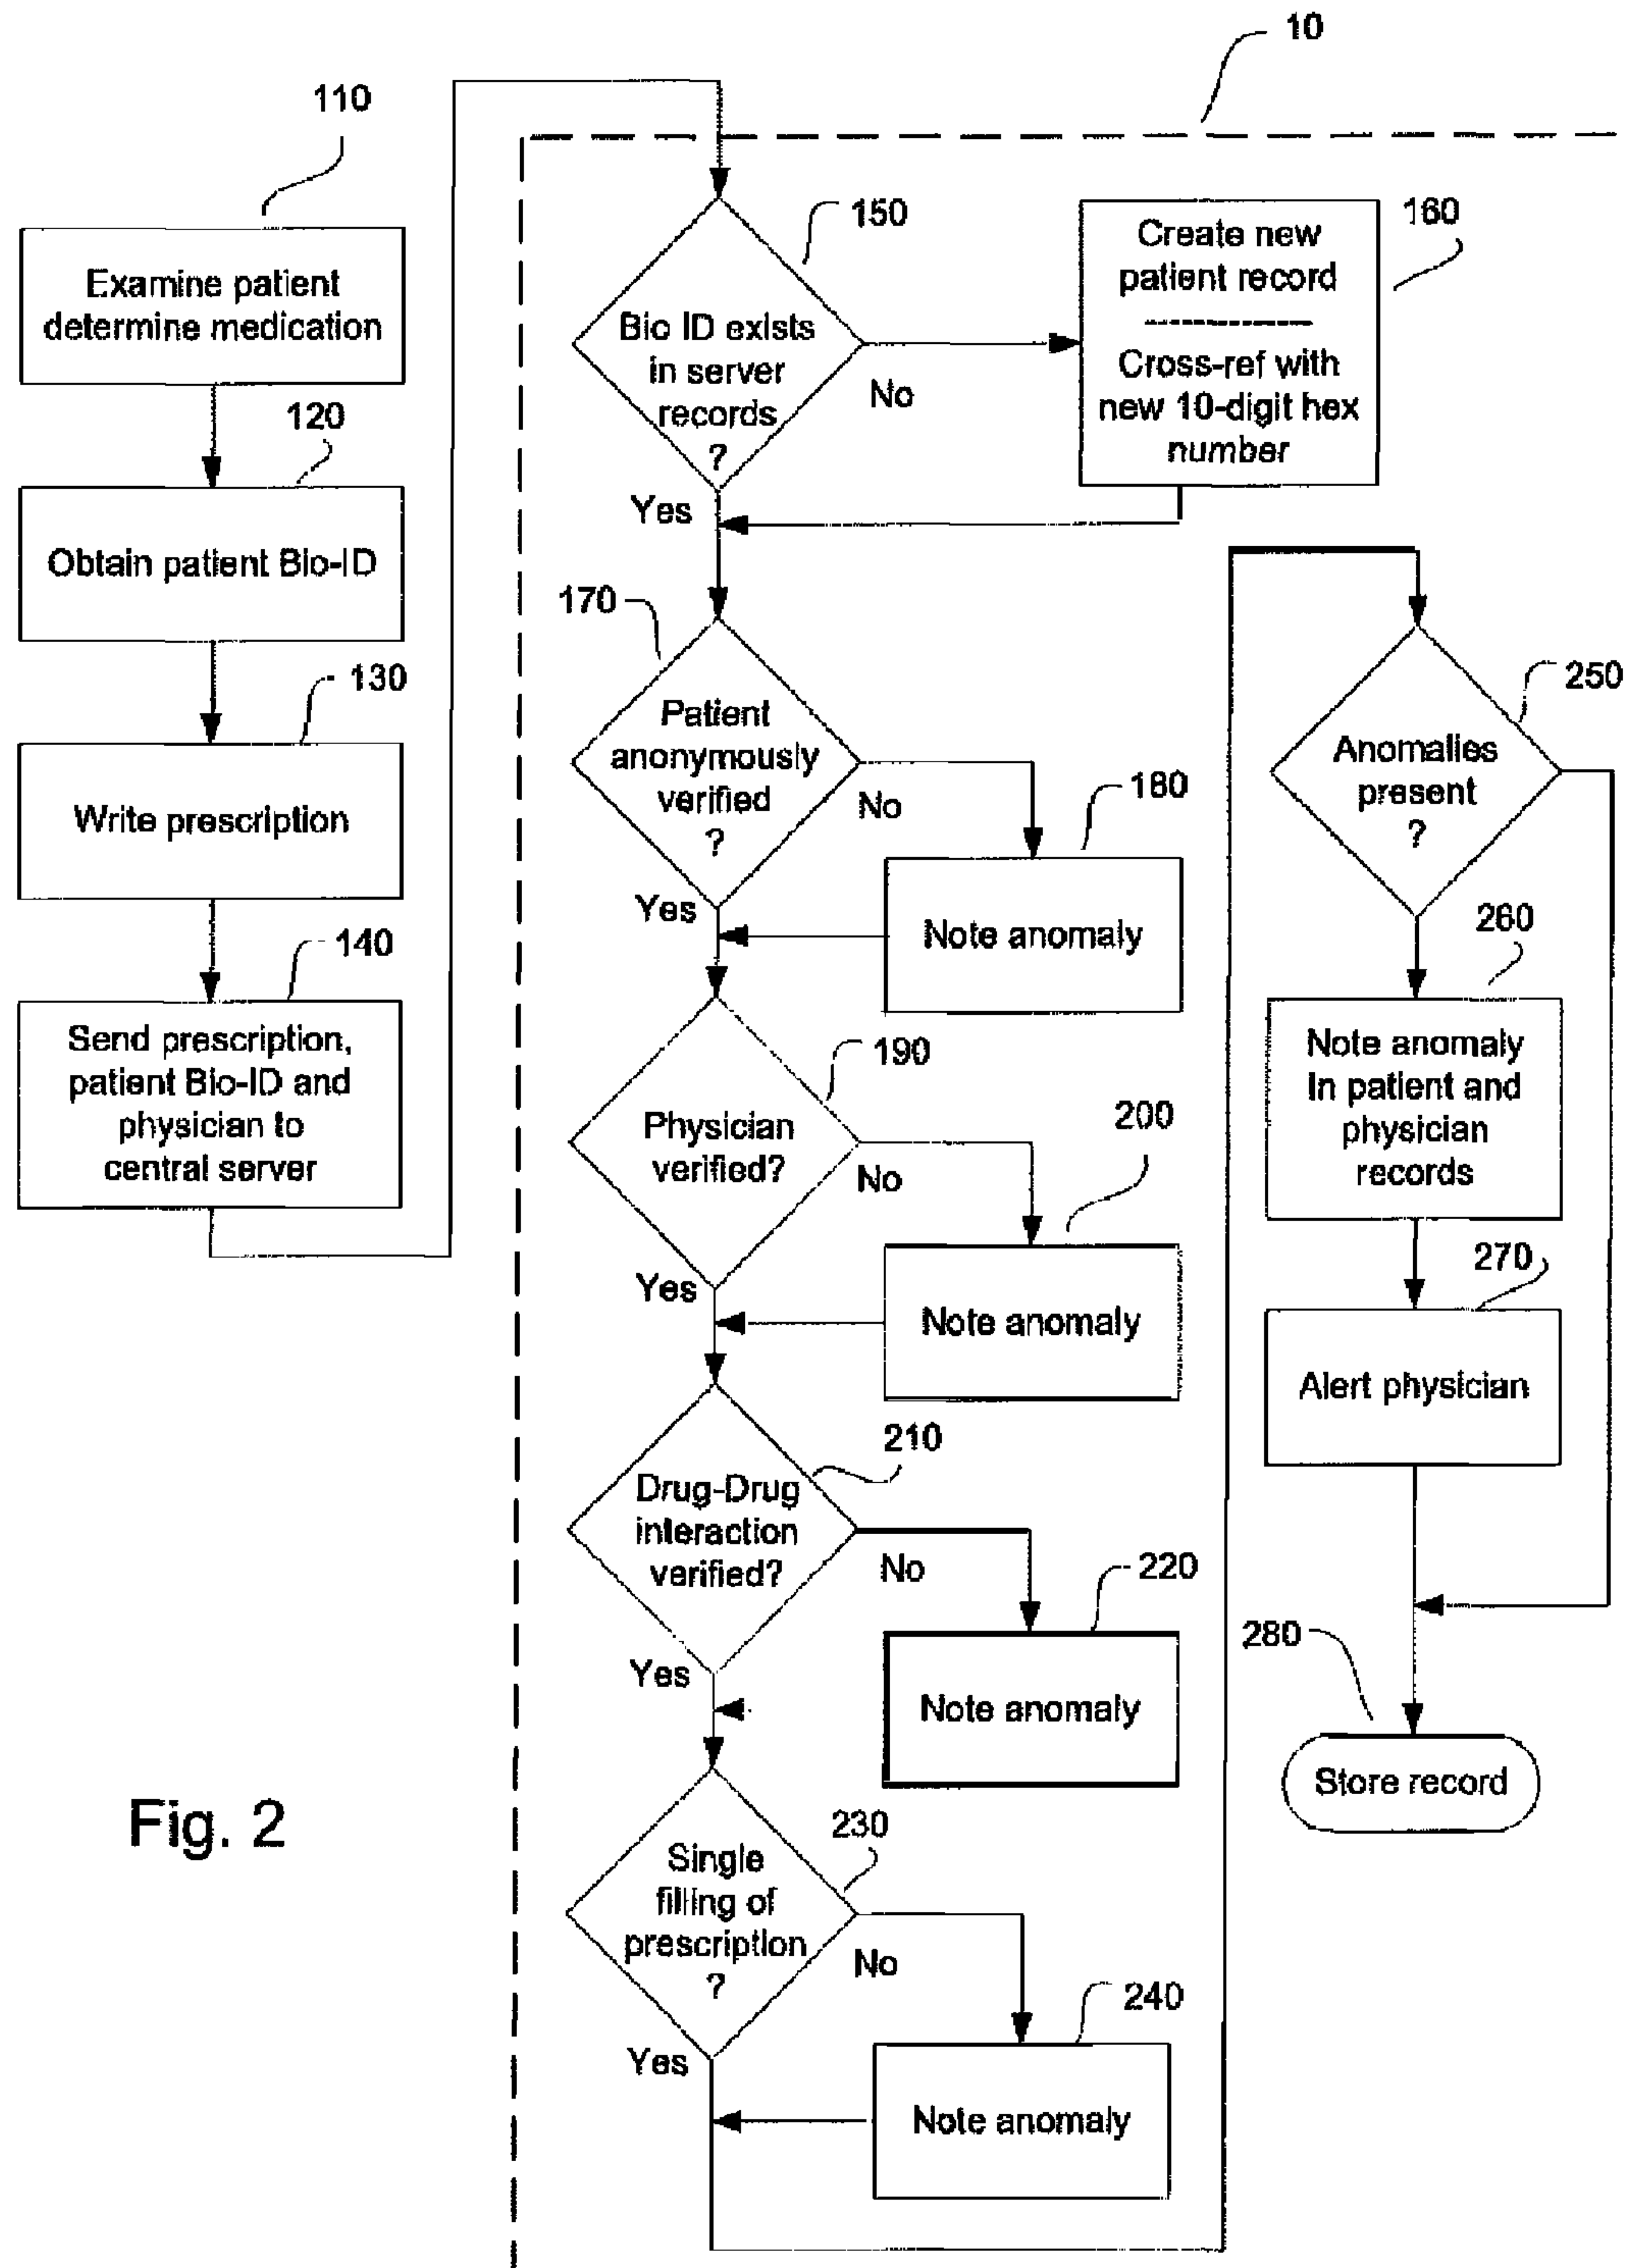 10
110
Examine patient
determine medication
120
Obtain patient Bio-ID
130
Write prescription
140
Send prescription,
patient Bio-ID and
physician to
central server
150
Bio ID exists
in server
records
?
No
Yes
160
Create new
patient record
Cross-ref with
new 10-digit hex
number
170
Patient
anonymously
verified
?
No
Yes
180
Note anomaly
190
Physician
verified?
No
Yes
200
Note anomaly
210
Drug-Drug
interaction
verified?
No
Yes
220
Note anomaly
230
Single
filling of
prescription
?
No
Yes
240
Note anomaly
250
Anomalies
present
?
260
Note anomaly
In patient and
physician
records
270
Alert physician
280
Store record
Fig. 2